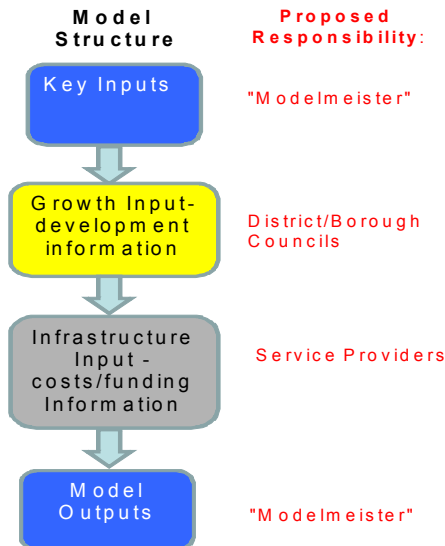 Model
Structure
Proposed
Responsibility:
Key Inputs
"Modelmeister"
Growth Input-
development
information
District/Borough
Councils
Infrastructure
Input -
costs/funding
Information
Service Providers
Model
Outputs
"Modelmeister"